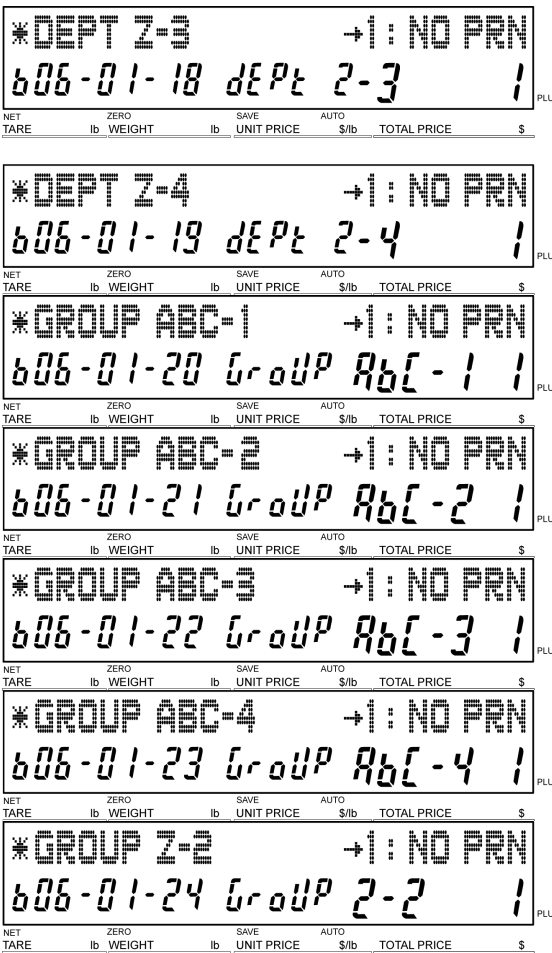 *DEPT Z-3 →1: NO PRN
b06-01-18 dEPt 2-3 1 PLU
NET ZERO SAVE AUTO
TARE lb WEIGHT lb UNIT PRICE $/lb TOTAL PRICE $
*DEPT Z-4 →1: NO PRN
b06-01-19 dEPt 2-4 1 PLU
NET ZERO SAVE AUTO
TARE lb WEIGHT lb UNIT PRICE $/lb TOTAL PRICE $
*GROUP ABC-1 →1: NO PRN
b06-01-20 GroUP AbC-1 1 PLU
NET ZERO SAVE AUTO
TARE lb WEIGHT lb UNIT PRICE $/lb TOTAL PRICE $
*GROUP ABC-2 →1: NO PRN
b06-01-21 GroUP AbC-2 1 PLU
NET ZERO SAVE AUTO
TARE lb WEIGHT lb UNIT PRICE $/lb TOTAL PRICE $
*GROUP ABC-3 →1: NO PRN
b06-01-22 GroUP AbC-3 1 PLU
NET ZERO SAVE AUTO
TARE lb WEIGHT lb UNIT PRICE $/lb TOTAL PRICE $
*GROUP ABC-4 →1: NO PRN
b06-01-23 GroUP AbC-4 1 PLU
NET ZERO SAVE AUTO
TARE lb WEIGHT lb UNIT PRICE $/lb TOTAL PRICE $
*GROUP Z-2 →1: NO PRN
b06-01-24 GroUP 2-2 1 PLU
NET ZERO SAVE AUTO
TARE lb WEIGHT lb UNIT PRICE $/lb TOTAL PRICE $